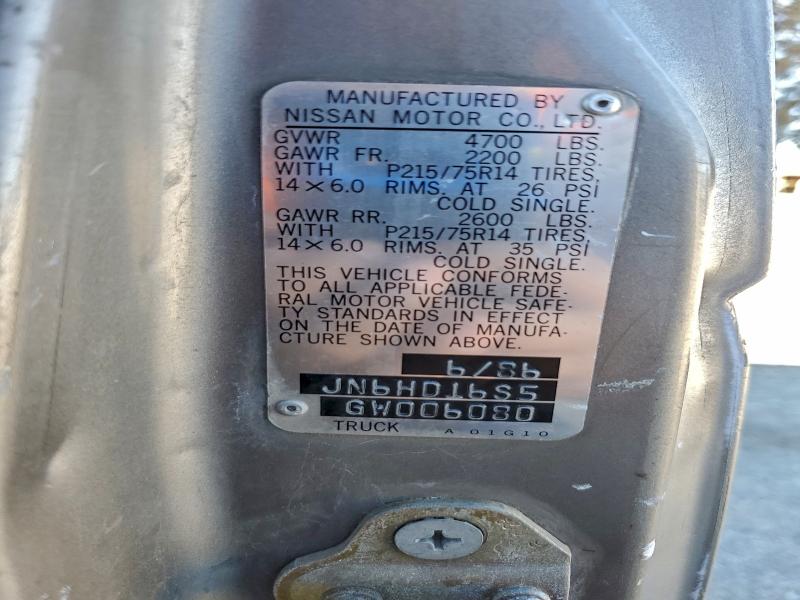 MANUFACTURED BY
NISSAN MOTOR CO., LTD.
GVWR 4700 LBS.
GAWR FR. 2200 LBS.
WITH P215/75R14 TIRES.
14×6.0 RIMS. AT 26 PSI
COLD SINGLE.
GAWR RR. 2600 LBS.
WITH P215/75R14 TIRES.
14×6.0 RIMS. AT 35 PSI
COLD SINGLE.
THIS VEHICLE CONFORMS
TO ALL APPLICABLE FEDE-
RAL MOTOR VEHICLE SAFE-
TY STANDARDS IN EFFECT
ON THE DATE OF MANUFA-
CTURE SHOWN ABOVE.
6/86
JN6HD16S5
GW006080
TRUCK A 01G10